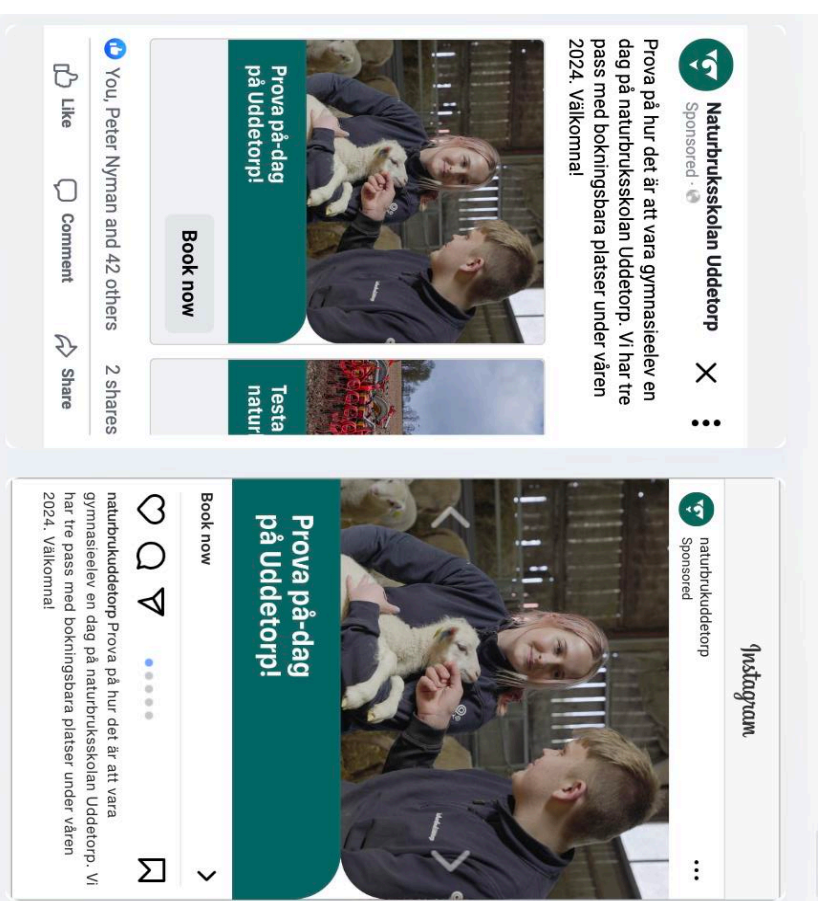 Naturbruksskolan Uddetorp
Sponsored ·
Prova på hur det är att vara gymnasieelev en
dag på naturbruksskolan Uddetorp. Vi har tre
pass med bokningsbara platser under våren
2024. Välkomna!
Prova på-dag
på Uddetorp!
Book now
Testa
natur
You, Peter Nyman and 42 others
2 shares
Like
Comment
Share
Instagram
naturbrukuddetorp
Sponsored
Prova på-dag
på Uddetorp!
Book now
naturbrukuddetorp Prova på hur det är att vara
gymnasieelev en dag på naturbruksskolan Uddetorp. Vi
har tre pass med bokningsbara platser under våren
2024. Välkomna!